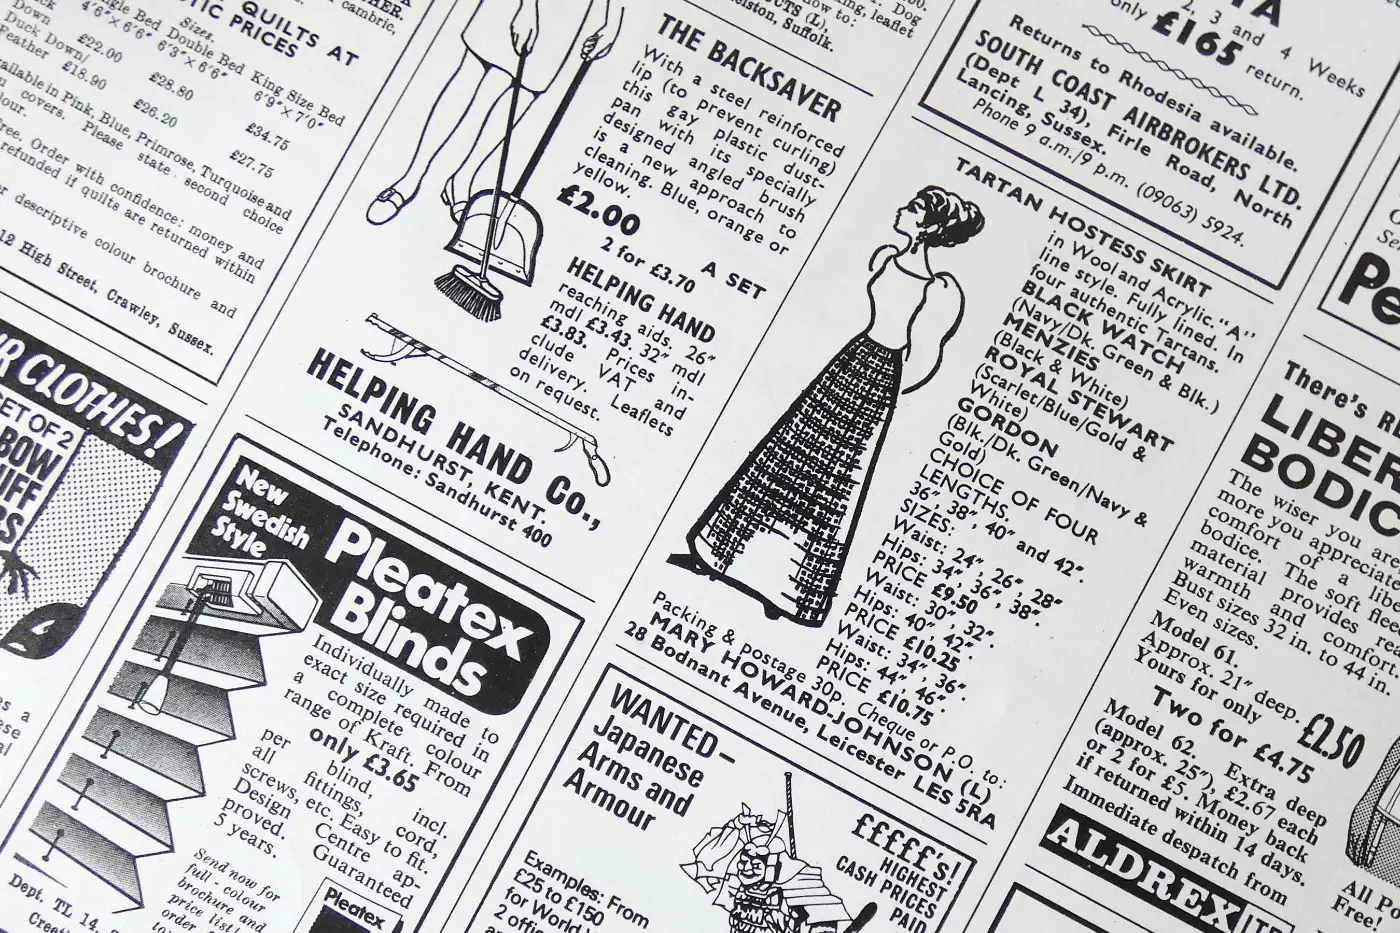 QUILTS AT
PRICES
Sizes.
Bed Double Bed King Size Bed
4′6″×6′6″ 6′3″×6′6″ 6′9″×7′0″
Down
£22.00 £28.80 £34.75
Duck Down/
Feather £18.90 £26.20 £27.75
in Pink, Blue, Primrose, Turquoise and
covers. Please state second choice
Order with confidence: money and
refunded if quilts are returned within
descriptive colour brochure and
12 High Street, Crawley, Sussex.
cambric,
CLOTHES!
SET OF 2
New
Swedish
Style
Pleatex
Blinds
Individually made to
exact size required in
a complete colour
range of Kraft. From
only £3.65
per blind, incl.
all fittings, cord,
screws, etc. Easy to fit.
Design Centre ap-
proved. Guaranteed
5 years.
Send now for
full-colour
brochure and
price list!
Pleatex
Dept. TL 14,
how to:
Suffolk.
THE BACKSAVER
With a steel reinforced
lip (to prevent curling)
this gay plastic dust-
pan with its specially
designed angled brush
is a new approach to
cleaning. Blue, orange or
yellow.
£2.00 A SET
2 for £3.70
HELPING HAND
reaching aids, 26″
mdl £3.43. 32″ mdl
£3.83. Prices in-
clude VAT and
delivery. Leaflets
on request.
HELPING HAND Co.,
SANDHURST, KENT.
Telephone: Sandhurst 400
2, 3 and 4 Weeks
only £165 return.
Returns to Rhodesia available.
SOUTH COAST AIRBROKERS LTD.
(Dept L 34), Firle Road, North
Lancing, Sussex.
Phone 9 a.m./9 p.m. (09063) 5924.
TARTAN HOSTESS SKIRT
in Wool and Acrylic. "A"
line style. Fully lined. In
four authentic Tartans.
BLACK WATCH
(Navy/Dk. Green & Blk.)
MENZIES
(Black & White)
ROYAL STEWART
(Scarlet/Blue/Gold &
White)
GORDON
(Blk./Dk. Green/Navy &
Gold)
CHOICE OF FOUR
LENGTHS,
36″, 38″, 40″ and 42″.
SIZES:
Waist: 24″, 26″, 28″
Hips: 34″, 36″, 38″.
PRICE £9.50
Waist: 30″, 32″
Hips: 40″, 42″.
PRICE £10.25
Waist: 34″, 36″
Hips: 44″, 46″
PRICE £10.75
Packing & postage 30p. Cheque or P.O. to:
MARY HOWARD-JOHNSON (L)
28 Bodnant Avenue, Leicester LE5 5RA
WANTED—
Japanese
Arms and
Armour
£££££'s!
HIGHEST
CASH PRICES
PAID
Examples: From
£25 to £150
for World
2 off
There's
The wiser you are
more you appreciate
comfort of a
bodice. The soft
material provides
warmth and comfort.
Bust sizes 32 in. to 44 in.
Even sizes.
Model 61.
Approx. 21″ deep.
Yours for only £2.50
Two for £4.75
Model 62. Extra deep
(approx. 25″), £2.67 each
or 2 for £5. Money back
if returned within 14 days.
Immediate despatch from
ALDREX
All
Free!